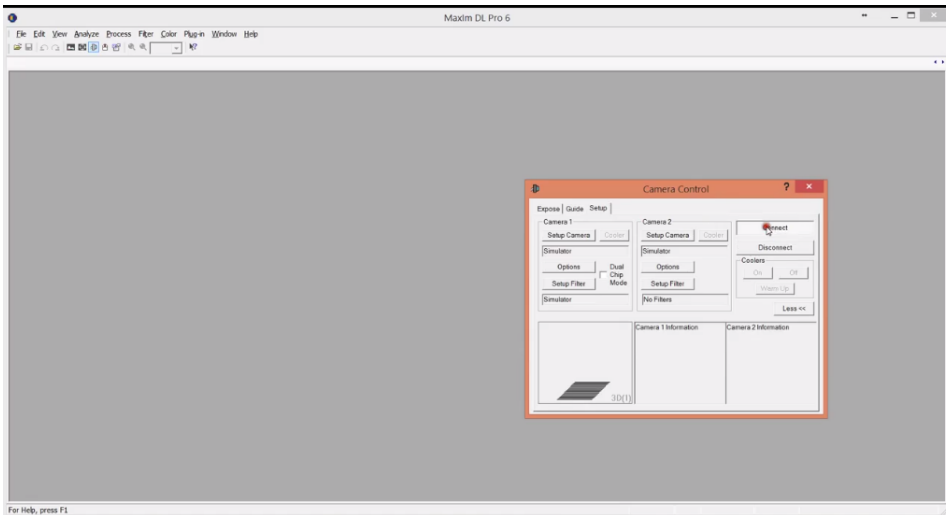 MaxIm DL Pro 6
File Edit View Analyze Process Filter Color Plug-in Window Help
Camera Control
Expose Guide Setup
Camera 1
Setup Camera Cooler
Simulator
Options
Dual Chip Mode
Setup Filter
Simulator
Camera 2
Setup Camera Cooler
Simulator
Options
Setup Filter
No Filters
Disconnect
Coolers
On Off
Warm-Up
Less <<
3D(1)
Camera 1 Information
Camera 2 Information
For Help, press F1